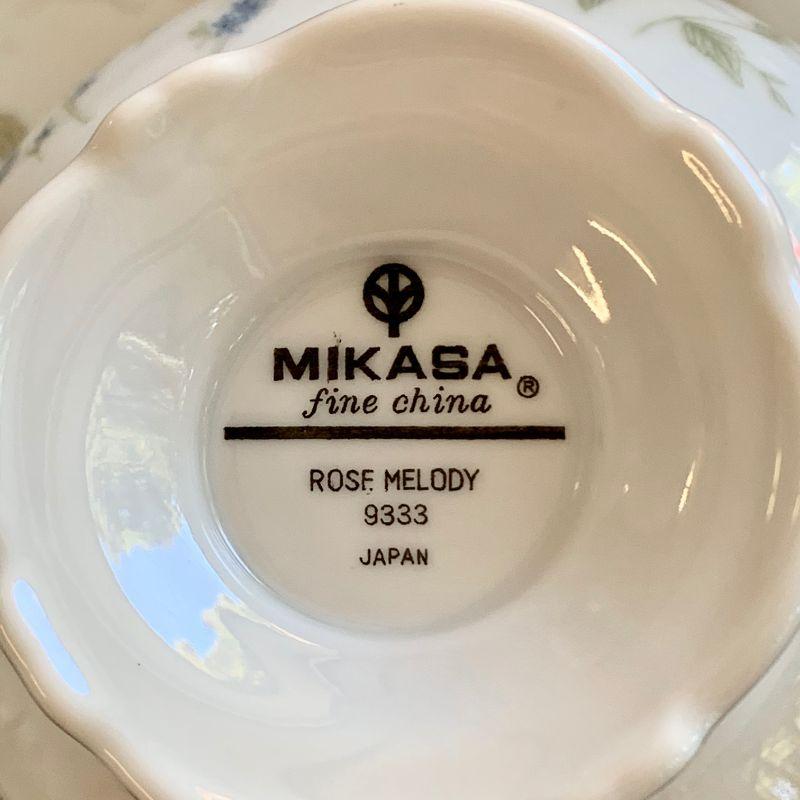 MIKASA ®
fine china
ROSE MELODY
9333
JAPAN